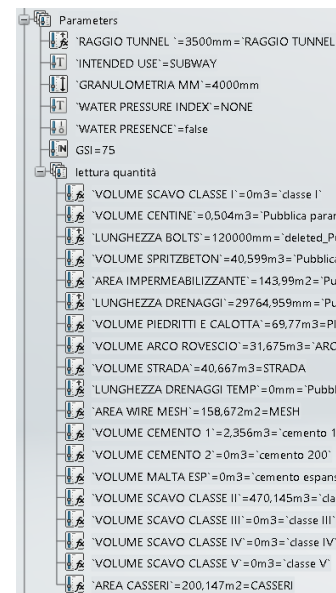 Parameters
`RAGGIO TUNNEL `=3500mm=`RAGGIO TUNNEL
`INTENDED USE`=SUBWAY
`GRANULOMETRIA MM`=4000mm
`WATER PRESSURE INDEX`=NONE
`WATER PRESENCE`=false
GSI=75
lettura quantità
`VOLUME SCAVO CLASSE I`=0m3=`classe I`
`VOLUME CENTINE`=0,504m3=`Pubblica parar
`LUNGHEZZA BOLTS`=120000mm=`deleted_Pu
`VOLUME SPRITZBETON`=40,599m3=`Pubblica
`AREA IMPERMEABILIZZANTE`=143,99m2=`Pu
`LUNGHEZZA DRENAGGI`=29764,959mm=`Pu
`VOLUME PIEDRITTI E CALOTTA`=69,77m3=PI
`VOLUME ARCO ROVESCIO`=31,675m3=`ARC
`VOLUME STRADA`=40,667m3=STRADA
`LUNGHEZZA DRENAGGI TEMP`=0mm=`Pubb
`AREA WIRE MESH`=158,672m2=MESH
`VOLUME CEMENTO 1`=2,356m3=`cemento 1
`VOLUME CEMENTO 2`=0m3=`cemento 200`
`VOLUME MALTA ESP`=0m3=`cemento espans
`VOLUME SCAVO CLASSE II`=470,145m3=`cla
`VOLUME SCAVO CLASSE III`=0m3=`classe III`
`VOLUME SCAVO CLASSE IV`=0m3=`classe IV`
`VOLUME SCAVO CLASSE V`=0m3=`classe V`
`AREA CASSERI`=200,147m2=CASSERI